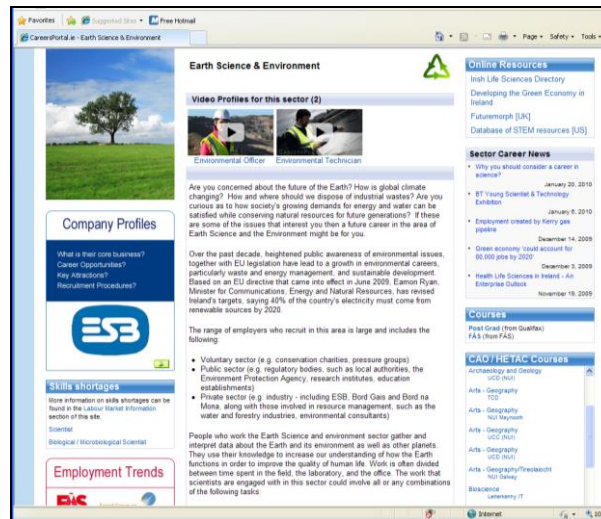 Favorites
Suggested Sites
Free Hotmail
CareersPortal.ie - Earth Science & Environment
Page
Safety
Tools
Company Profiles
What is their core business?
Career Opportunities?
Key Attractions?
Recruitment Procedures?
ESB
Skills shortages
More information on skills shortages can be
found in the Labour Market Information
section of this site.
Scientist
Biological / Microbiological Scientist
Employment Trends
FÁS
Earth Science & Environment
Video Profiles for this sector (2)
Environmental Officer Environmental Technician
Are you concerned about the future of the Earth? How is global climate
changing? How and where should we dispose of industrial wastes? Are you
curious as to how society's growing demands for energy and water can be
satisfied while conserving natural resources for future generations? If these
are some of the issues that interest you then a future career in the area of
Earth Science and the Environment might be for you.
Over the past decade, heightened public awareness of environmental issues,
together with EU legislation have lead to a growth in environmental careers,
particularly waste and energy management, and sustainable development.
Based on an EU directive that came into effect in June 2009, Eamon Ryan,
Minister for Communications, Energy and Natural Resources, has revised
Ireland's targets, saying 40% of the country's electricity must come from
renewable sources by 2020.
The range of employers who recruit in this area is large and includes the
following:
• Voluntary sector (e.g. conservation charities, pressure groups)
• Public sector (e.g. regulatory bodies, such as local authorities, the
Environment Protection Agency, research institutes, education
establishments)
• Private sector (e.g. industry - including ESB, Bord Gais and Bord na
Mona, along with those involved in resource management, such as the
water and forestry industries, environmental consultants)
People who work the Earth Science and environment sector gather and
interpret data about the Earth and its environment as well as other planets.
They use their knowledge to increase our understanding of how the Earth
functions in order to improve the quality of human life. Work is often divided
between time spent in the field, the laboratory, and the office. The work that
scientists are engaged with in this sector could involve all or any combinations
of the following tasks:
Online Resources
Irish Life Sciences Directory
Developing the Green Economy in
Ireland
Futuremorph [UK]
Database of STEM resources [US]
Sector Career News
• Why you should consider a career in
science?
January 20, 2010
• BT Young Scientist & Technology
Exhibition
January 6, 2010
• Employment created by Kerry gas
pipeline
December 14, 2009
• Green economy 'could account for
80,000 jobs by 2020'
December 3, 2009
• Health Life Sciences in Ireland - An
Enterprise Outlook
November 19, 2009
Courses
Post Grad (from Qualifax)
FÁS (from FÁS)
CAO / HETAC Courses
Archaeology and Geology
UCD (NUI)
Arts - Geography
TCD
Arts - Geography
NUI Maynooth
Arts - Geography
UCC (NUI)
Arts - Geography
UCD (NUI)
Arts - Geography/Tíreolaíocht
NUI Galway
Bioscience
Letterkenny IT
Internet